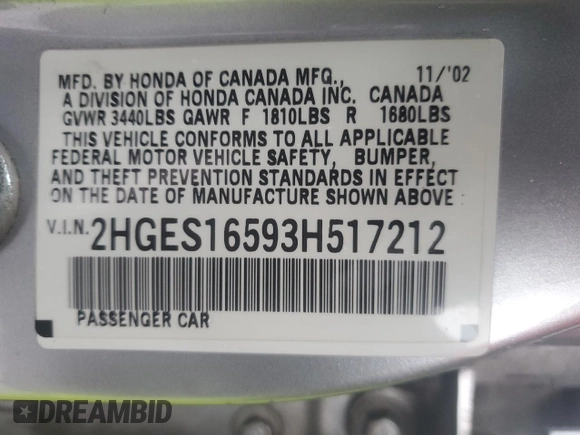 MFD. BY HONDA OF CANADA MFG., 11/'02
A DIVISION OF HONDA CANADA INC. CANADA
GVWR 3440LBS GAWR F 1810LBS R 1680LBS
THIS VEHICLE CONFORMS TO ALL APPLICABLE
FEDERAL MOTOR VEHICLE SAFETY, BUMPER,
AND THEFT PREVENTION STANDARDS IN EFFECT
ON THE DATE OF MANUFACTURE SHOWN ABOVE
V.I.N. 2HGES16593H517212
PASSENGER CAR
DREAMBID